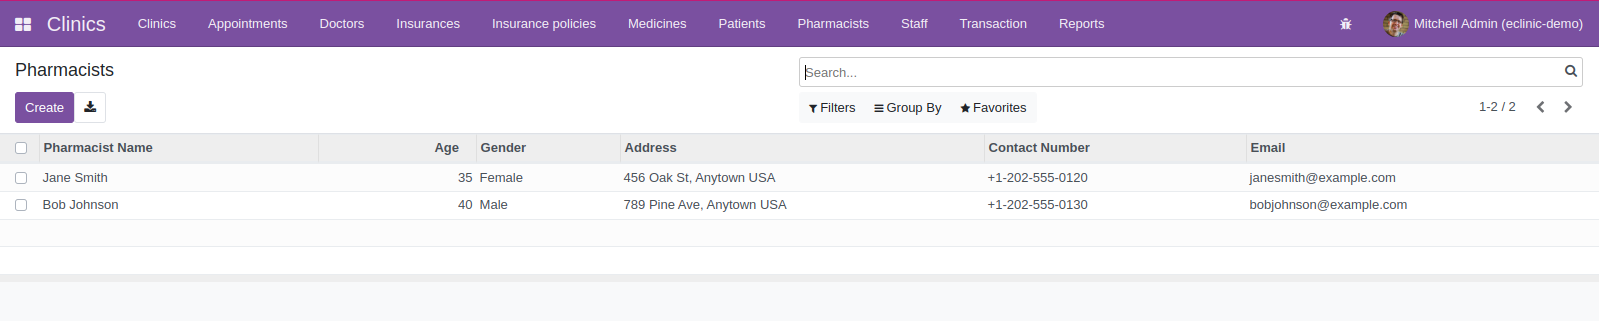 Clinics Clinics Appointments Doctors Insurances Insurance policies Medicines Patients Pharmacists Staff Transaction Reports Mitchell Admin (eclinic-demo)
Pharmacists
Search...
Create Filters Group By Favorites 1-2 / 2
Pharmacist Name Age Gender Address Contact Number Email
Jane Smith 35 Female 456 Oak St, Anytown USA +1-202-555-0120 janesmith@example.com
Bob Johnson 40 Male 789 Pine Ave, Anytown USA +1-202-555-0130 bobjohnson@example.com